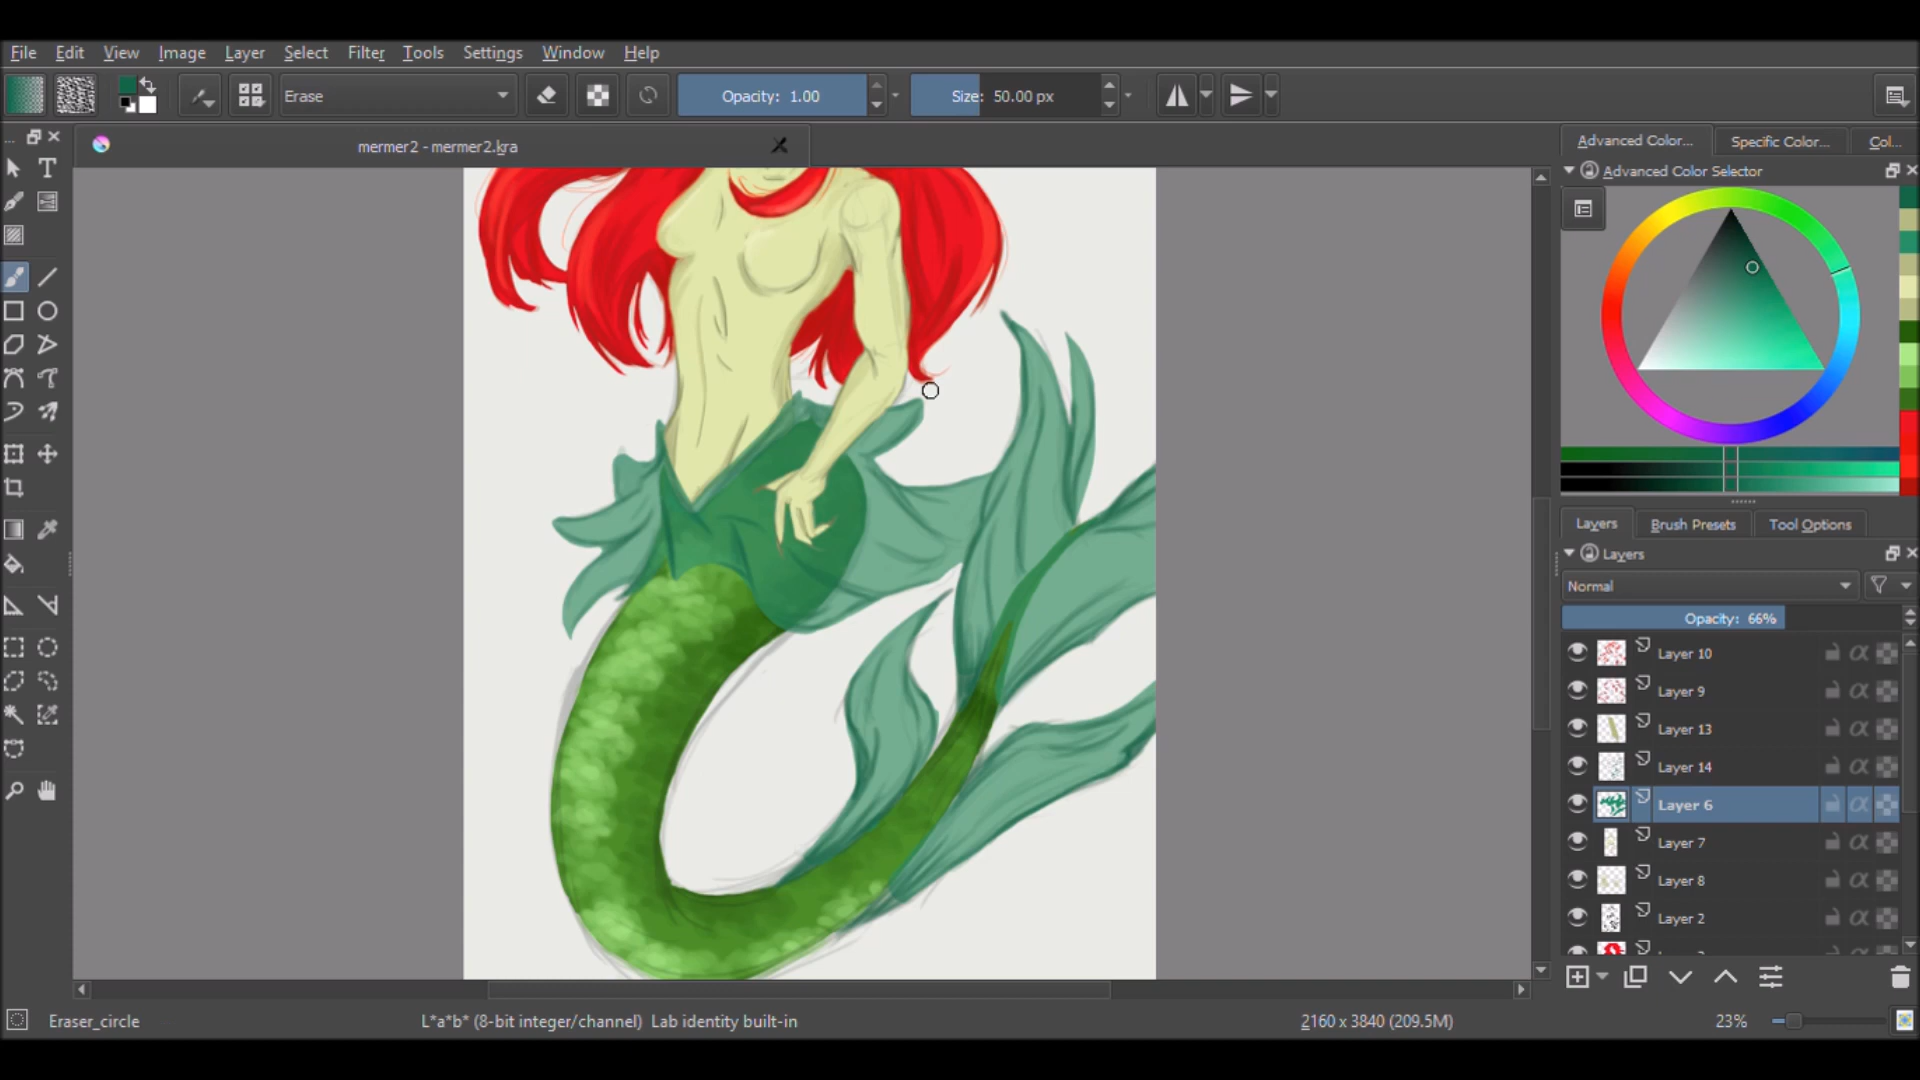 File Edit View Image Layer Select Filter Tools Settings Window Help
Erase Opacity: 1.00 Size: 50.00 px
mermer2 - mermer2.kra
Advanced Color... Specific Color... Col...
Advanced Color Selector
Layers Brush Presets Tool Options
Layers
Normal
Opacity: 66%
Layer 10
Layer 9
Layer 13
Layer 14
Layer 6
Layer 7
Layer 8
Layer 2
Eraser_circle L*a*b* (8-bit integer/channel) Lab identity built-in 2160 x 3840 (209.5M) 23%